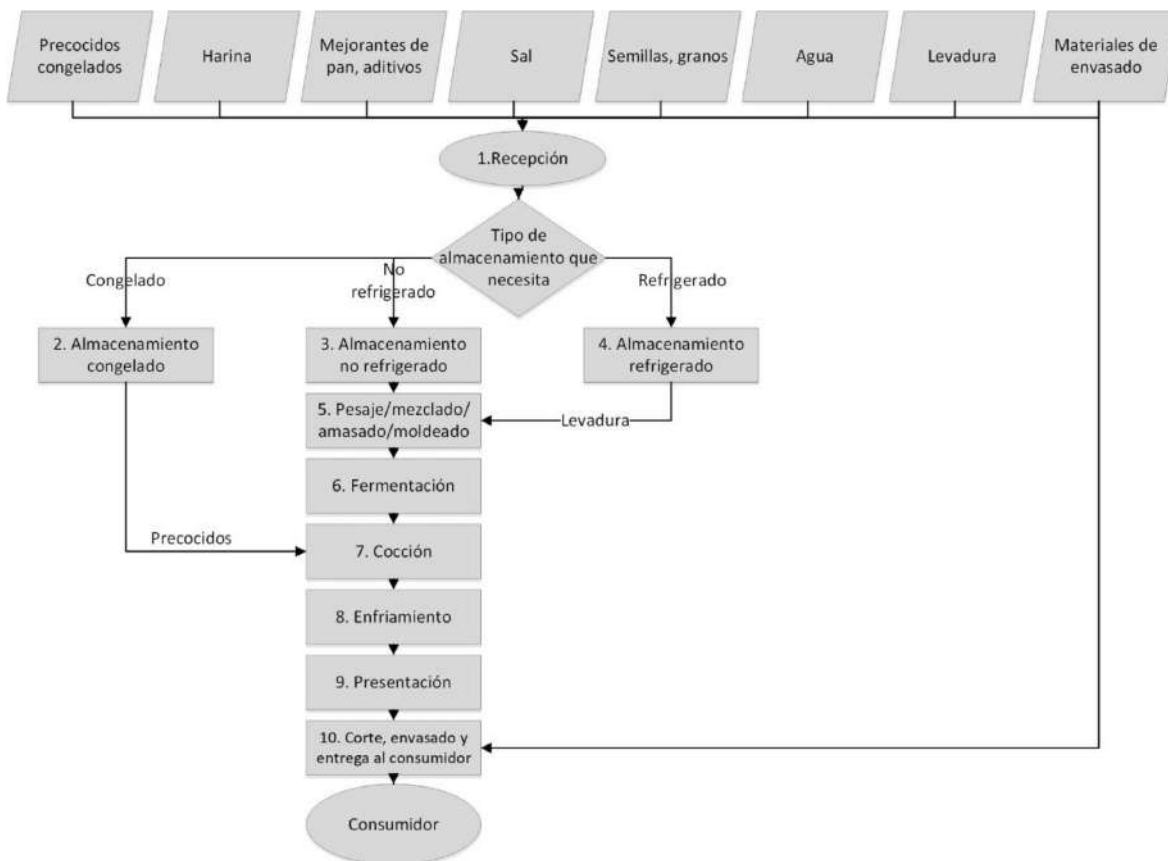 Precocidos
congelados
Harina
Mejorantes de
pan, aditivos
Sal
Semillas, granos
Agua
Levadura
Materiales de
envasado
1.Recepción
Tipo de
almacenamiento que
necesita
Congelado
No
refrigerado
Refrigerado
2. Almacenamiento
congelado
3. Almacenamiento
no refrigerado
4. Almacenamiento
refrigerado
5. Pesaje/mezclado/
amasado/moldeado
Levadura
6. Fermentación
Precocidos
7. Cocción
8. Enfriamiento
9. Presentación
10. Corte, envasado y
entrega al consumidor
Consumidor